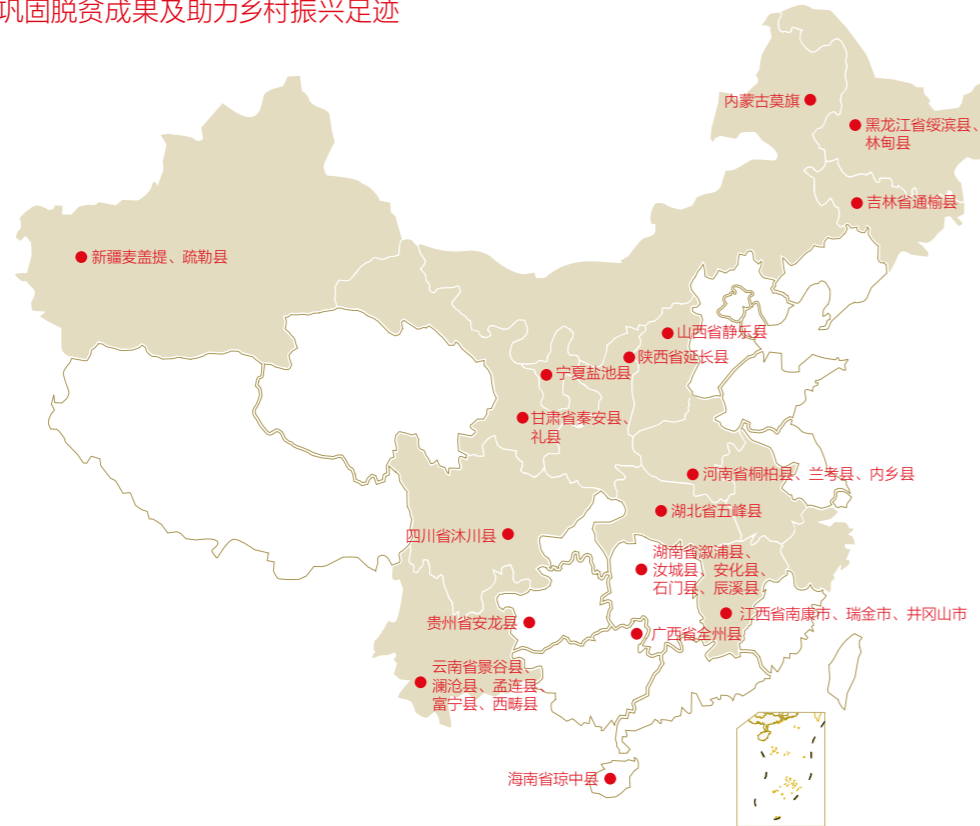 巩固脱贫成果及助力乡村振兴足迹
内蒙古莫旗
黑龙江省绥滨县、
林甸县
吉林省通榆县
新疆麦盖提、疏勒县
山西省静乐县
陕西省延长县
宁夏盐池县
甘肃省秦安县、
礼县
河南省桐柏县、兰考县、内乡县
湖北省五峰县
四川省沐川县
湖南省溆浦县、
汝城县、安化县、
石门县、辰溪县
江西省南康市、瑞金市、井冈山市
贵州省安龙县
广西省全州县
云南省景谷县、
澜沧县、孟连县、
富宁县、西畴县
海南省琼中县